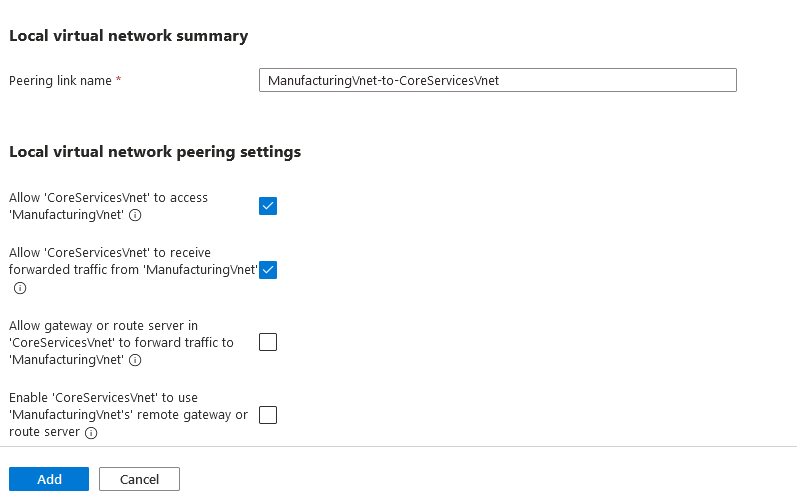 Local virtual network summary
Peering link name *
ManufacturingVnet-to-CoreServicesVnet
Local virtual network peering settings
Allow 'CoreServicesVnet' to access
'ManufacturingVnet'
Allow 'CoreServicesVnet' to receive
forwarded traffic from 'ManufacturingVnet'
Allow gateway or route server in
'CoreServicesVnet' to forward traffic to
'ManufacturingVnet'
Enable 'CoreServicesVnet' to use
'ManufacturingVnet's' remote gateway or
route server
Add
Cancel